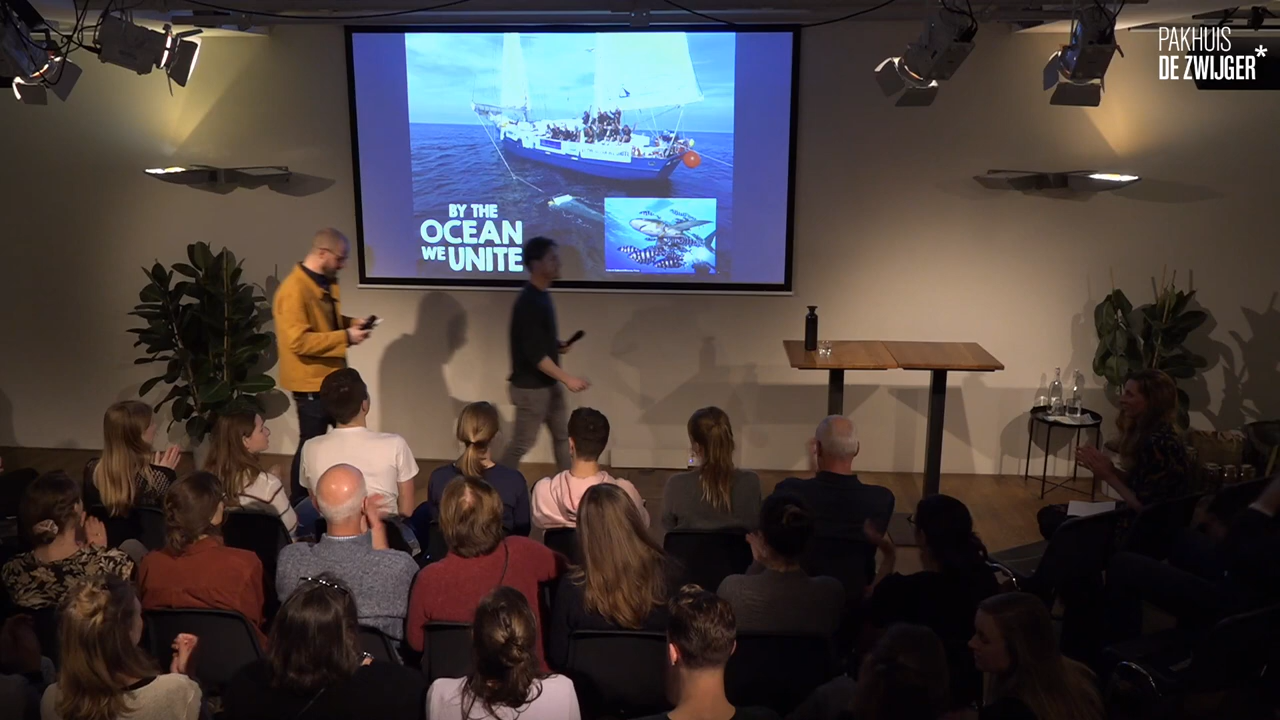 PAKHUIS
DE ZWIJGER*
BY THE
OCEAN
WE UNITE